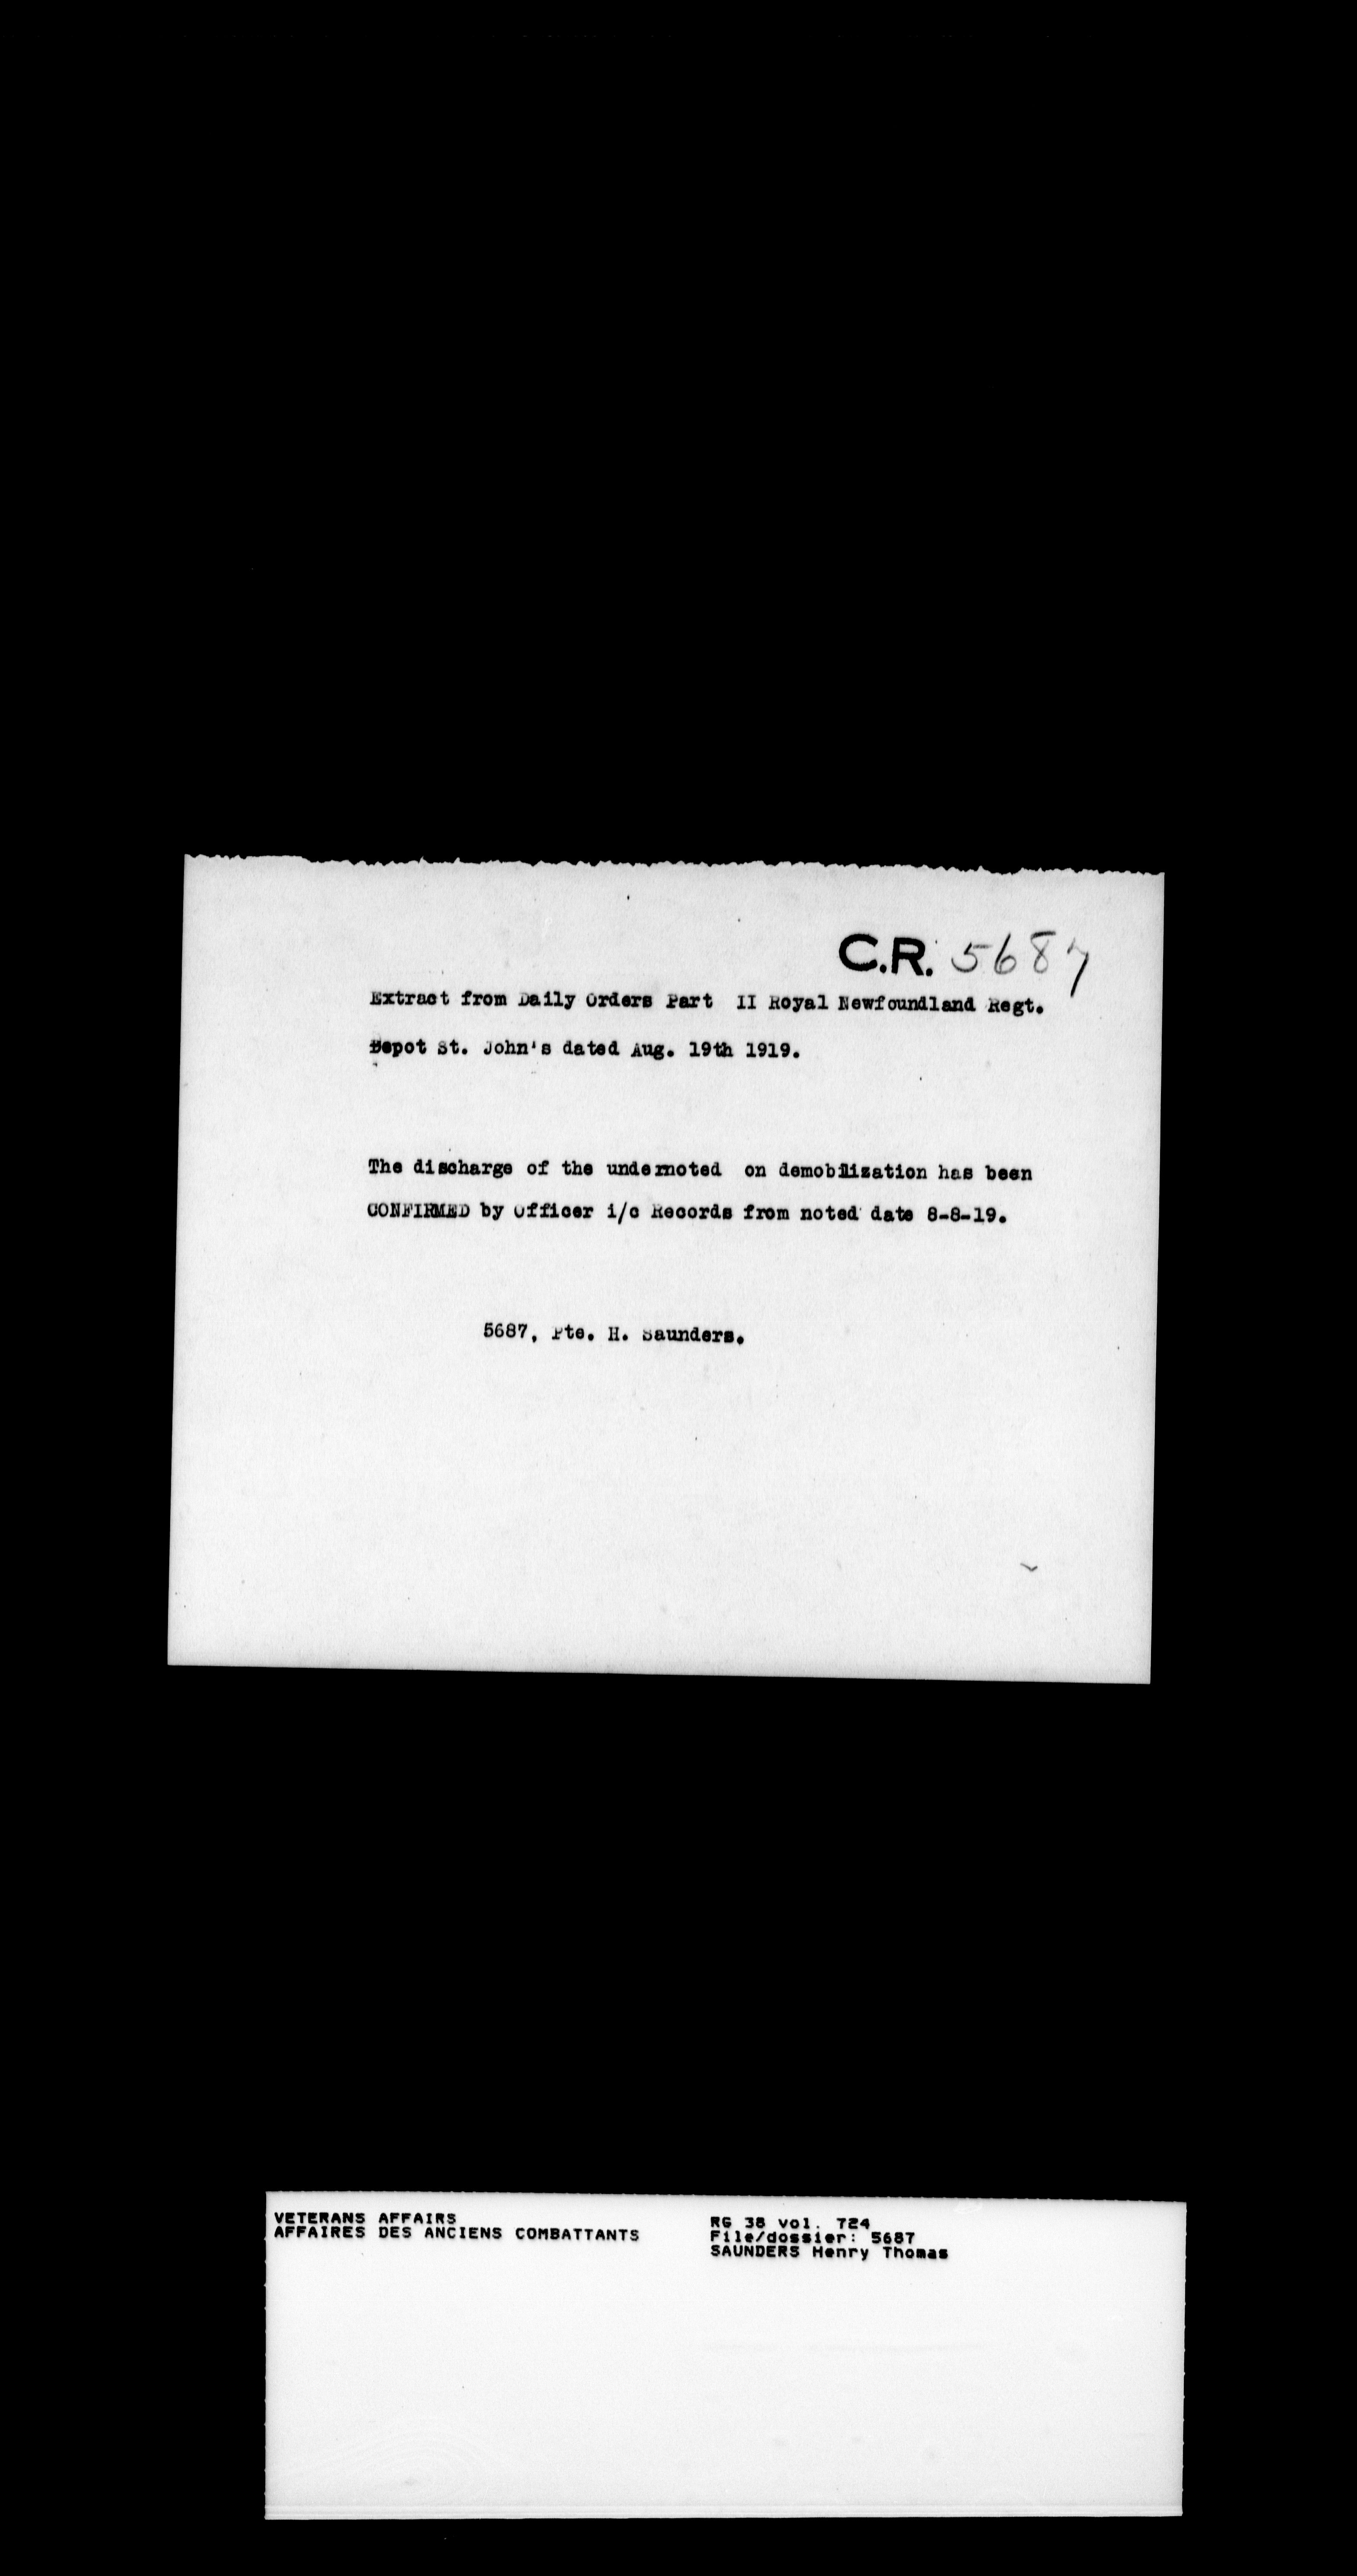 C.R. 5687
Extract from Daily Orders Part II Royal Newfoundland Regt.
Depot St. John's dated Aug. 19th 1919.
The discharge of the undernoted on demobilization has been
CONFIRMED by Officer i/c Records from noted date 8-8-19.
5687, Pte. H. Saunders.
VETERANS AFFAIRS
AFFAIRES DES ANCIENS COMBATTANTS
RG 38 vol. 724
File/dossier: 5687
SAUNDERS Henry Thomas